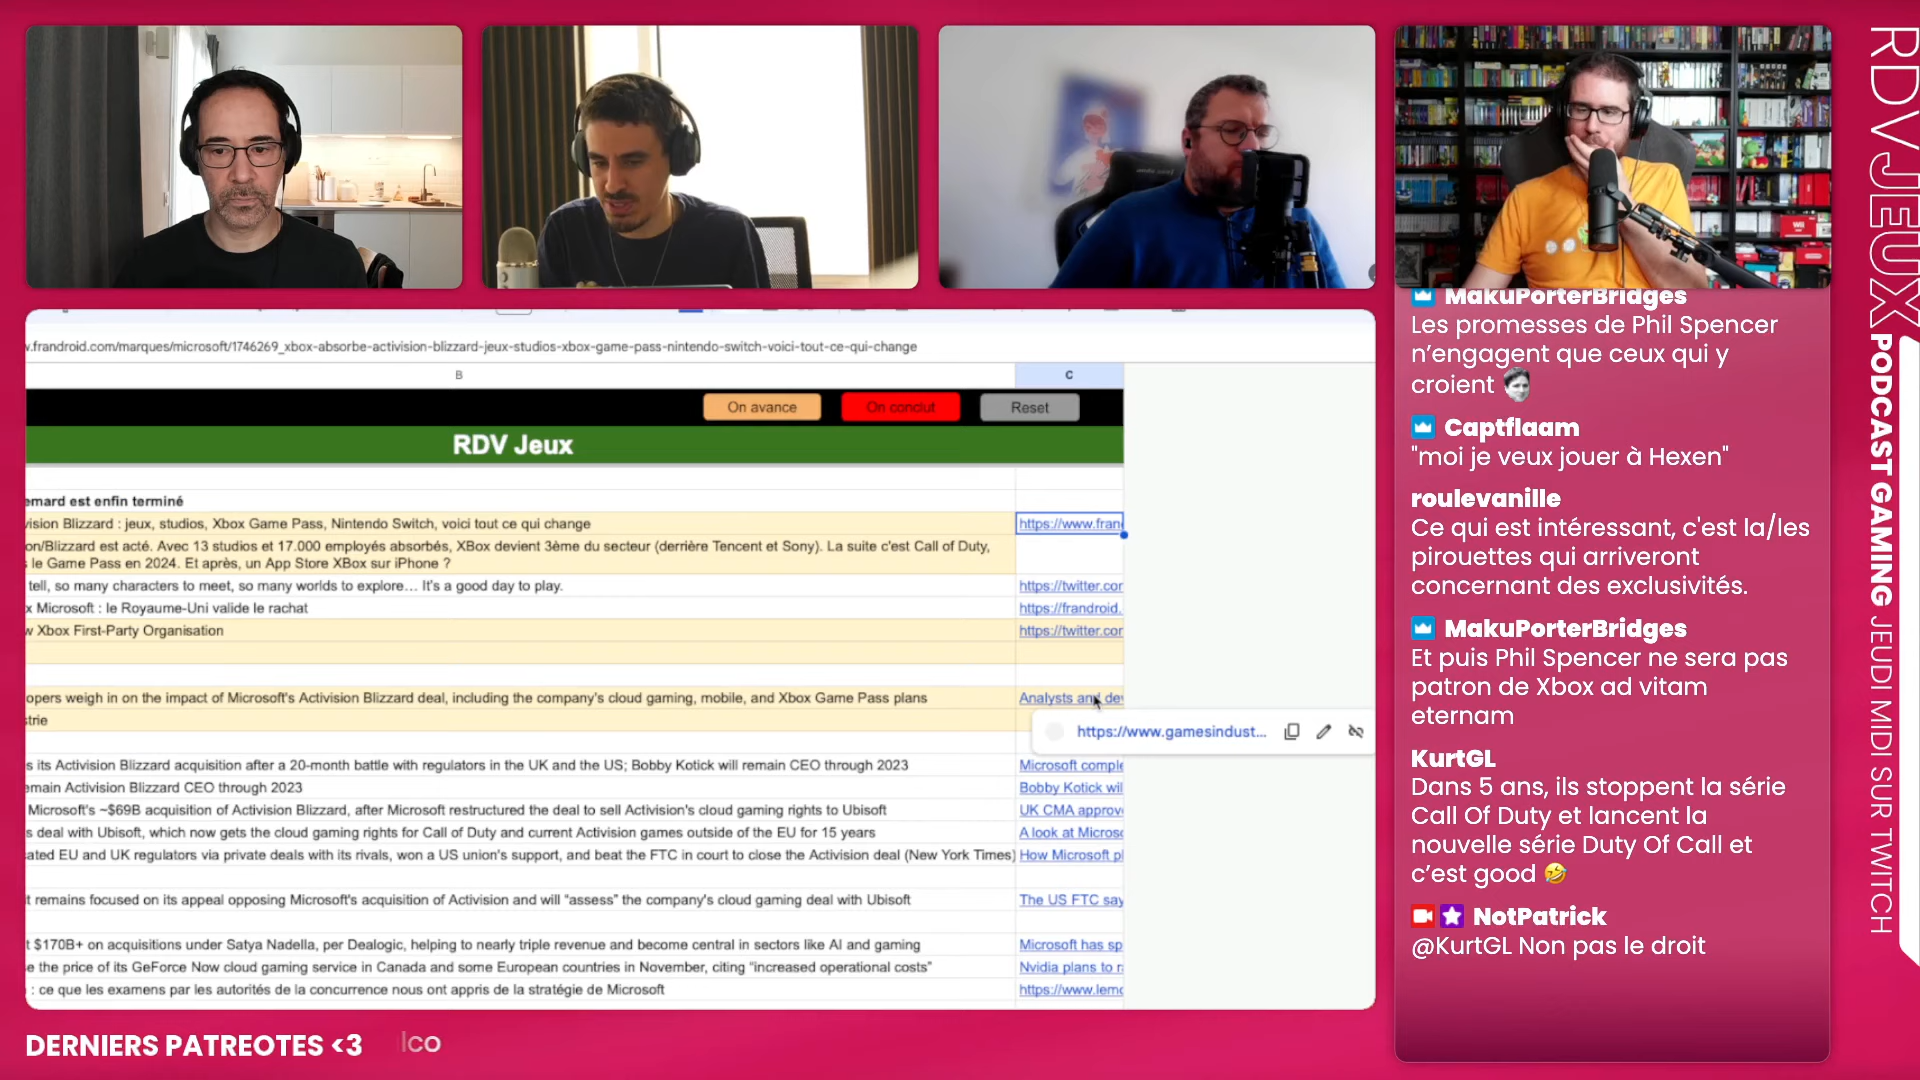 v.frandroid.com/marques/microsoft/1746269_xbox-absorbe-activision-blizzard-jeux-studios-xbox-game-pass-nintendo-switch-voici-tout-ce-qui-change
B
C
On avance
On conclut
Reset
RDV Jeux
emard est enfin terminé
ision Blizzard : jeux, studios, Xbox Game Pass, Nintendo Switch, voici tout ce qui change
https://www.fran
on/Blizzard est acté. Avec 13 studios et 17.000 employés absorbés, XBox devient 3ème du secteur (derrière Tencent et Sony). La suite c'est Call of Duty,
le Game Pass en 2024. Et après, un App Store XBox sur iPhone ?
tell, so many characters to meet, so many worlds to explore… It's a good day to play.
https://twitter.cor
x Microsoft : le Royaume-Uni valide le rachat
https://frandroid.
w Xbox First-Party Organisation
https://twitter.cor
opers weigh in on the impact of Microsoft's Activision Blizzard deal, including the company's cloud gaming, mobile, and Xbox Game Pass plans
Analysts and dev
strie
https://www.gamesindust...
s its Activision Blizzard acquisition after a 20-month battle with regulators in the UK and the US; Bobby Kotick will remain CEO through 2023
Microsoft comple
emain Activision Blizzard CEO through 2023
Bobby Kotick wil
Microsoft's ~$69B acquisition of Activision Blizzard, after Microsoft restructured the deal to sell Activision's cloud gaming rights to Ubisoft
UK CMA approv
s deal with Ubisoft, which now gets the cloud gaming rights for Call of Duty and current Activision games outside of the EU for 15 years
A look at Micros
ated EU and UK regulators via private deals with its rivals, won a US union's support, and beat the FTC in court to close the Activision deal (New York Times)
How Microsoft pl
t remains focused on its appeal opposing Microsoft's acquisition of Activision and will “assess” the company's cloud gaming deal with Ubisoft
The US FTC say
t $170B+ on acquisitions under Satya Nadella, per Dealogic, helping to nearly triple revenue and become central in sectors like AI and gaming
Microsoft has sp
e the price of its GeForce Now cloud gaming service in Canada and some European countries in November, citing “increased operational costs”
Nvidia plans to r
: ce que les examens par les autorités de la concurrence nous ont appris de la stratégie de Microsoft
https://www.lemo
DERNIERS PATREOTES <3
lco
MakuPorterBridges
Les promesses de Phil Spencer
n’engagent que ceux qui y
croient
Captflaam
"moi je veux jouer à Hexen"
roulevanille
Ce qui est intéressant, c'est la/les
pirouettes qui arriveront
concernant des exclusivités.
MakuPorterBridges
Et puis Phil Spencer ne sera pas
patron de Xbox ad vitam
eternam
KurtGL
Dans 5 ans, ils stoppent la série
Call Of Duty et lancent la
nouvelle série Duty Of Call et
c’est good 🤣
NotPatrick
@KurtGL Non pas le droit
RDV JEUX PODCAST GAMING JEUDI MIDI SUR TWITCH
Wii